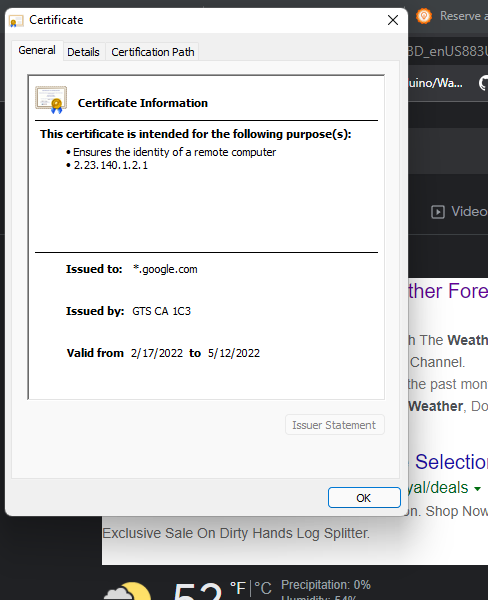 Certificate
Reserve a
General
Details
Certification Path
BD_enUS883U
uino/Wa...
Certificate Information
This certificate is intended for the following purpose(s):
• Ensures the identity of a remote computer
• 2.23.140.1.2.1
Video
Issued to: *.google.com
ther Fore
Issued by: GTS CA 1C3
h The Weath
Valid from 2/17/2022 to 5/12/2022
Channel.
the past mon
Weather, Do
Issuer Statement
Selection
yal/deals
OK
on. Shop Now
Exclusive Sale On Dirty Hands Log Splitter.
52 °F | °C
Precipitation: 0%
Humidity: 54%